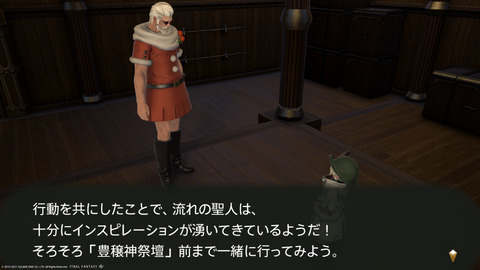 行動を共にしたことで、流れの聖人は、
十分にインスピレーションが湧いてきているようだ！
そろそろ「豊穣神祭壇」前まで一緒に行ってみよう。